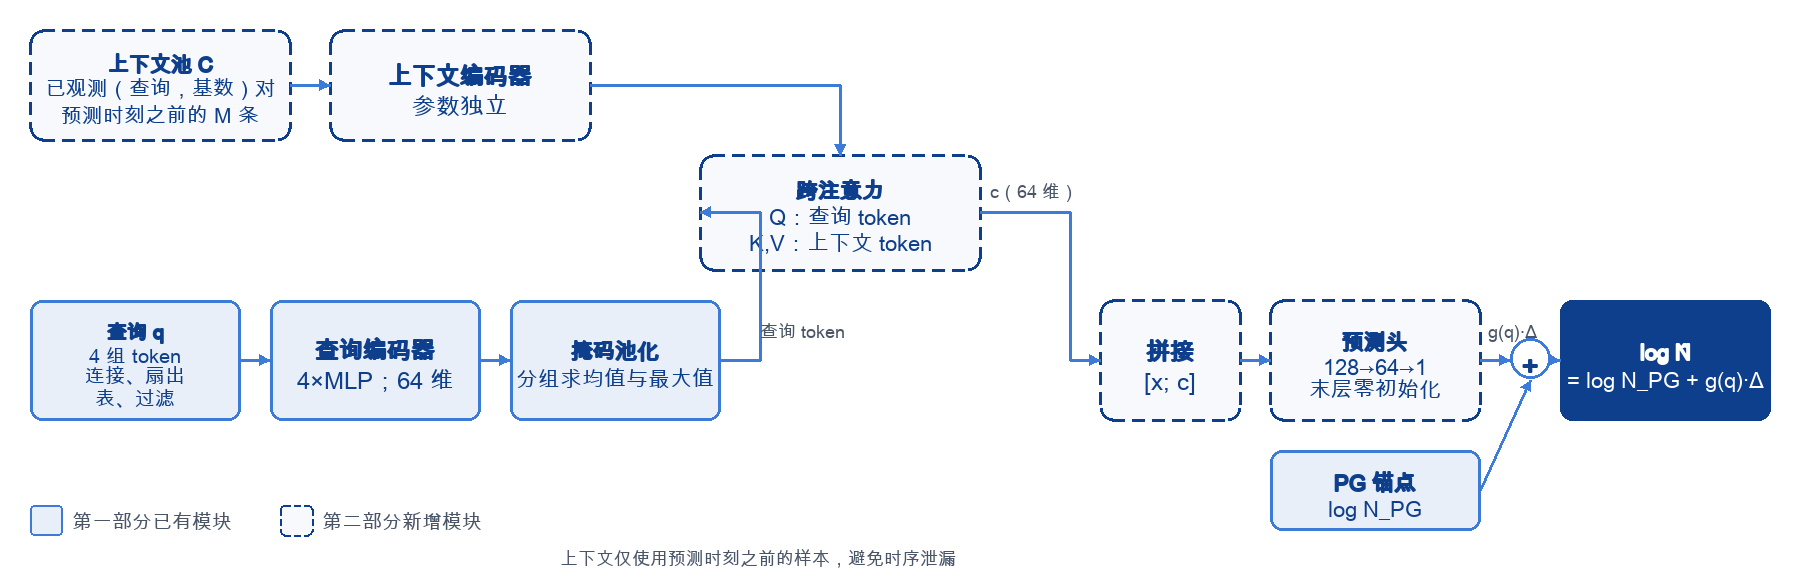 上下文池 C
已观测（查询，基数）对
预测时刻之前的 M 条
上下文编码器
参数独立
跨注意力
Q：查询 token
K,V：上下文 token
c（64 维）
查询 token
查询 q
4 组 token
连接、扇出
表、过滤
查询编码器
4×MLP；64 维
掩码池化
分组求均值与最大值
拼接
[x; c]
预测头
128→64→1
末层零初始化
g(q)·Δ
+
log N̂
= log N_PG + g(q)·Δ
PG 锚点
log N_PG
第一部分已有模块
第二部分新增模块
上下文仅使用预测时刻之前的样本，避免时序泄漏